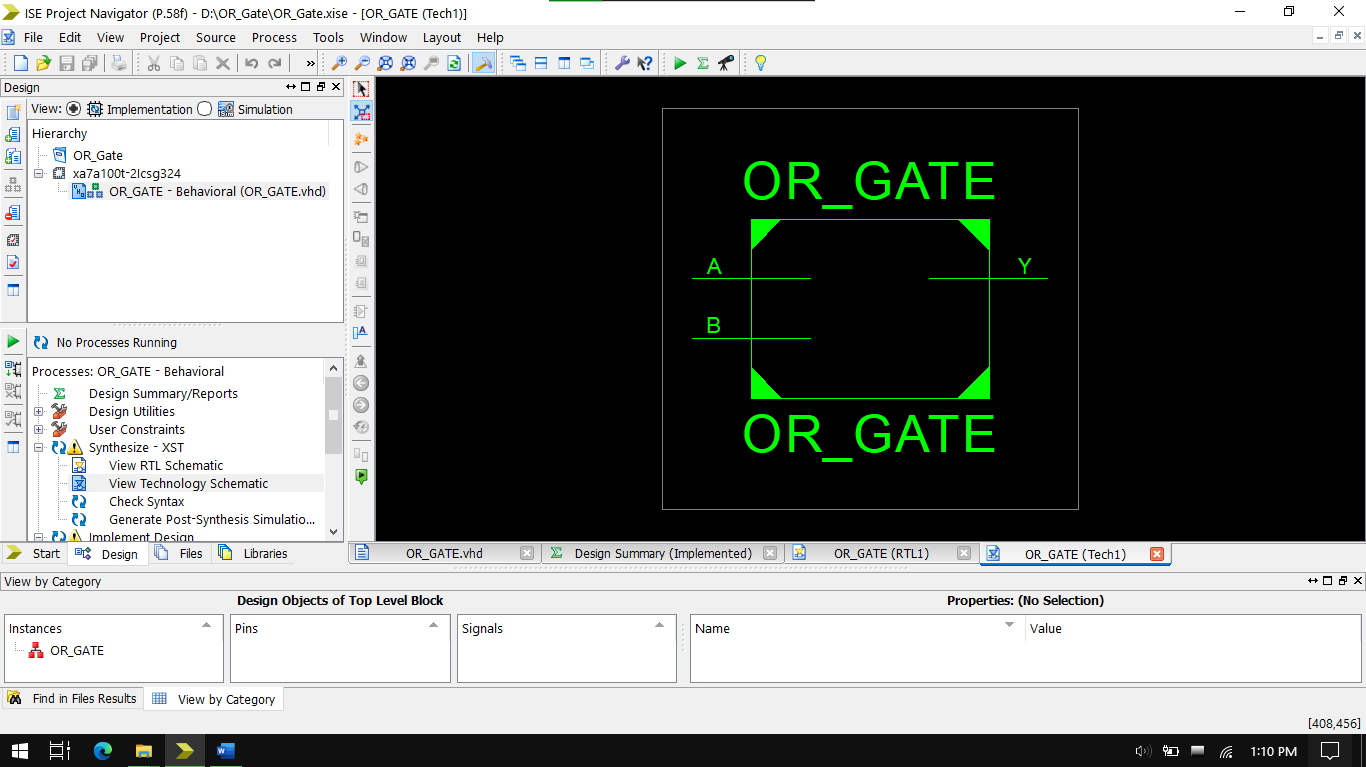 ISE Project Navigator (P.58f) - D:\OR_Gate\OR_Gate.xise - [OR_GATE (Tech1)]
File Edit View Project Source Process Tools Window Layout Help
»
Design
View: Implementation Simulation
Hierarchy
OR_Gate
xa7a100t-2Icsg324
OR_GATE - Behavioral (OR_GATE.vhd)
No Processes Running
Processes: OR_GATE - Behavioral
Design Summary/Reports
Design Utilities
User Constraints
Synthesize - XST
View RTL Schematic
View Technology Schematic
Check Syntax
Generate Post-Synthesis Simulatio...
Implement Design
Start Design Files Libraries
OR_GATE
A
Y
B
OR_GATE
OR_GATE.vhd Design Summary (Implemented) OR_GATE (RTL1) OR_GATE (Tech1)
View by Category
Design Objects of Top Level Block
Properties: (No Selection)
Instances Pins Signals Name Value
OR_GATE
Find in Files Results View by Category
[408,456]
1:10 PM